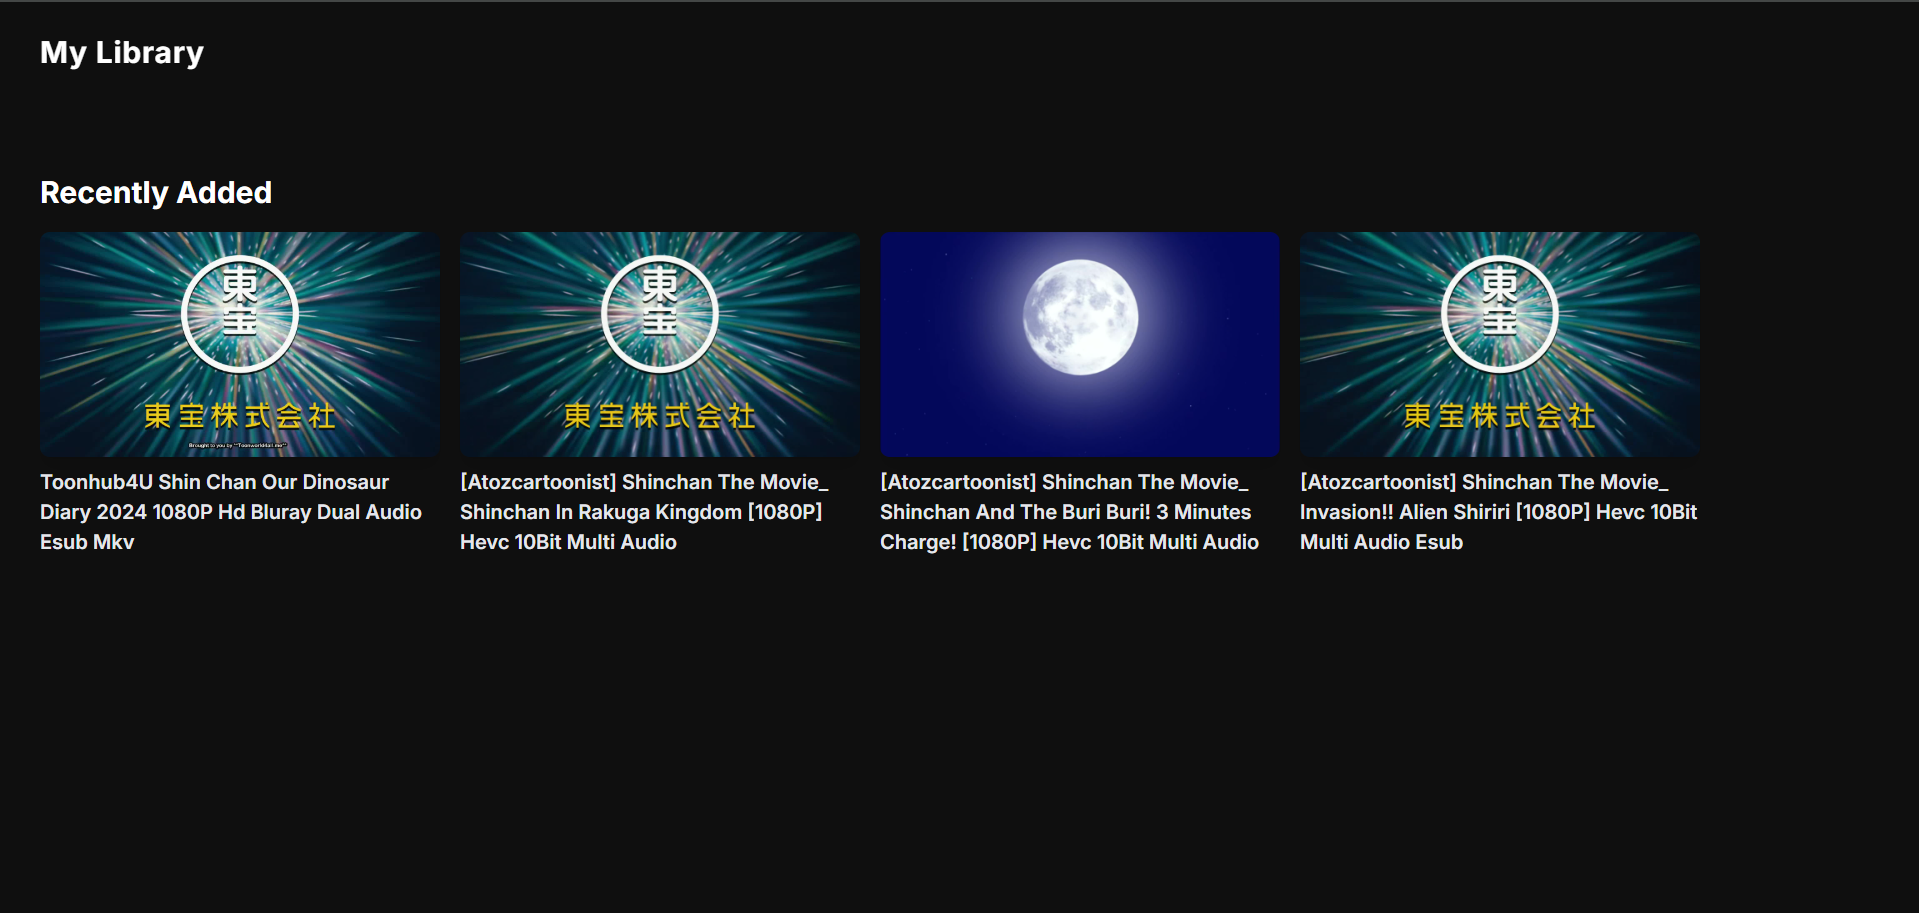 My Library
Recently Added
東
宝
東宝株式会社
Brought to you by
Toonhub4U Shin Chan Our Dinosaur
Diary 2024 1080P Hd Bluray Dual Audio
Esub Mkv
東
宝
東宝株式会社
[Atozcartoonist] Shinchan The Movie_
Shinchan In Rakuga Kingdom [1080P]
Hevc 10Bit Multi Audio
[Atozcartoonist] Shinchan The Movie_
Shinchan And The Buri Buri! 3 Minutes
Charge! [1080P] Hevc 10Bit Multi Audio
東
宝
東宝株式会社
[Atozcartoonist] Shinchan The Movie_
Invasion!! Alien Shiriri [1080P] Hevc 10Bit
Multi Audio Esub